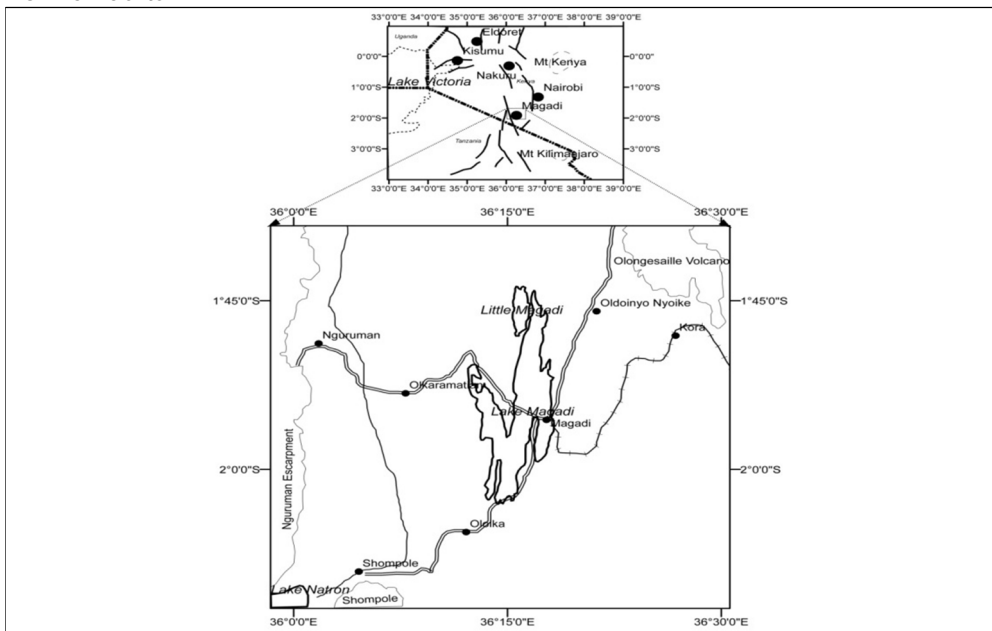 33°0'0"E 34°0'0"E 35°0'0"E 36°0'0"E 37°0'0"E 38°0'0"E 39°0'0"E
Eldoret
Uganda
Kisumu
0°0'0"S 0°0'0"S
Mt Kenya
Nakuru
Kenya
Lake Victoria
1°0'0"S 1°0'0"S
Nairobi
Magadi
2°0'0"S 2°0'0"S
Tanzania
3°0'0"S 3°0'0"S
Mt Kilimanjaro
33°0'0"E 34°0'0"E 35°0'0"E 36°0'0"E 37°0'0"E 38°0'0"E 39°0'0"E
36°0'0"E 36°15'0"E 36°30'0"E
Olongesaille Volcano
1°45'0"S 1°45'0"S
Little Magadi
Oldoinyo Nyoike
Kora
Nguruman
Olkaramatian
Lake Magadi
Magadi
2°0'0"S 2°0'0"S
Nguruman Escarpment
Oloika
Shompole
Lake Natron
Shompole
36°0'0"E 36°15'0"E 36°30'0"E